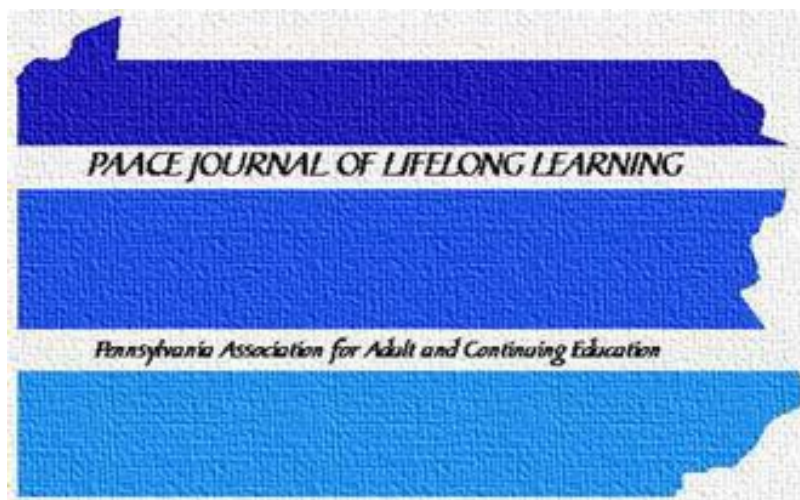 PAACE JOURNAL OF LIFELONG LEARNING
Pennsylvania Association for Adult and Continuing Education